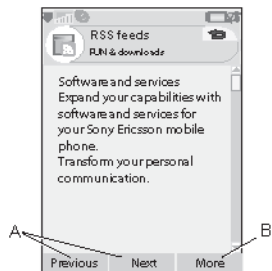 RSS feeds
FUN & downloads
Software and services
Expand your capabilities with
software and services for
your Sony Ericsson mobile
phone.
Transform your personal
communication.
A
B
Previous Next More